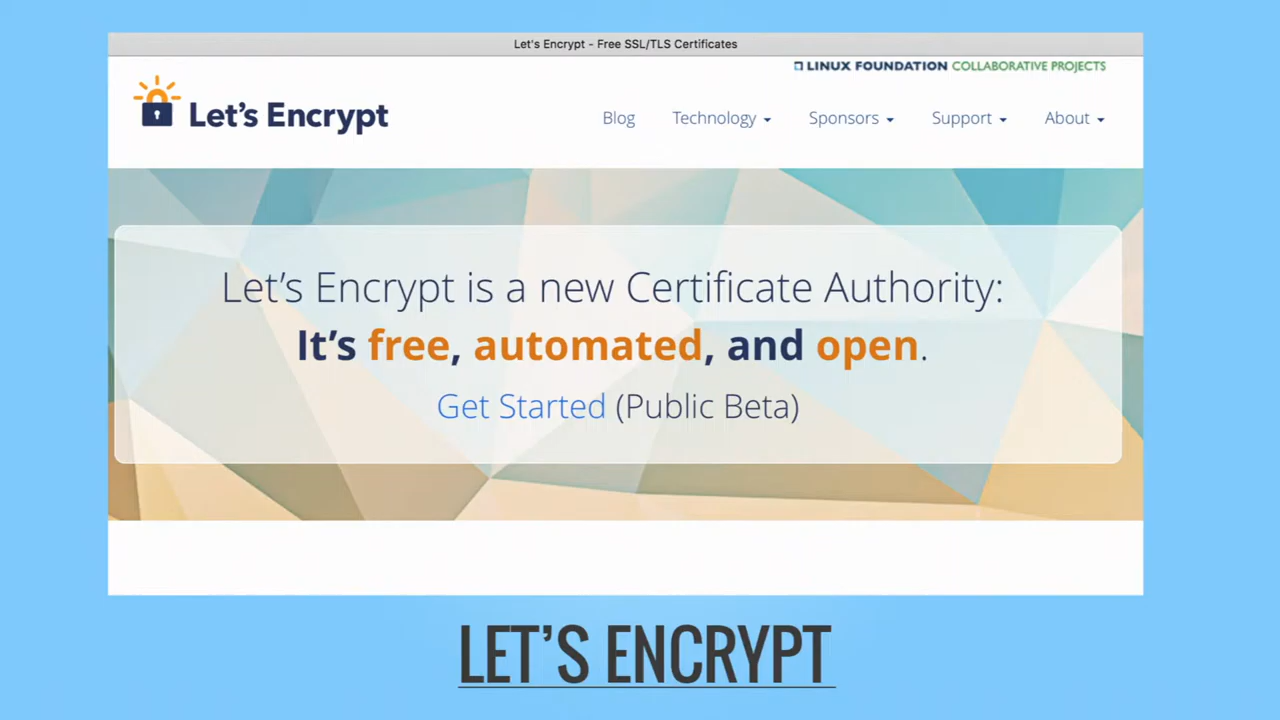 Let's Encrypt - Free SSL/TLS Certificates
LINUX FOUNDATION COLLABORATIVE PROJECTS
Let's Encrypt
Blog Technology Sponsors Support About
Let's Encrypt is a new Certificate Authority:
It's free, automated, and open.
Get Started (Public Beta)
LET'S ENCRYPT